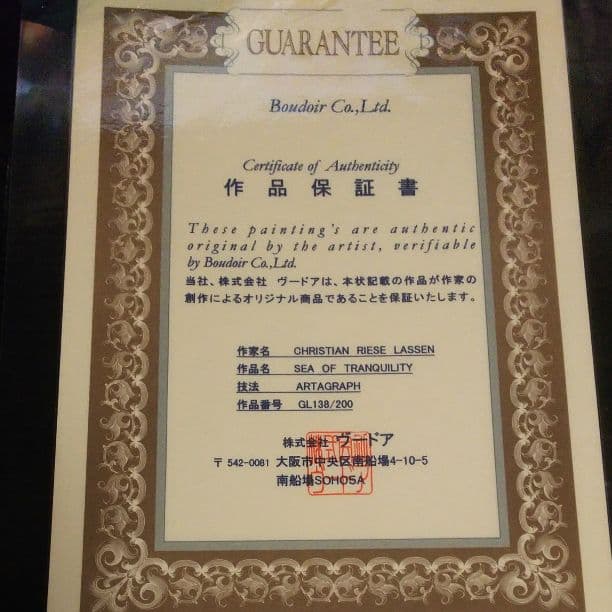 GUARANTEE
Boudoir Co.,Ltd.
Certificate of Authenticity
作品保証書
These painting's are authentic
original by the artist, verifiable
by Boudoir Co.,Ltd.
当社、株式会社 ヴードアは、本状記載の作品が作家の
創作によるオリジナル商品であることを保証いたします。
作家名 CHRISTIAN RIESE LASSEN
作品名 SEA OF TRANQUILITY
技法 ARTAGRAPH
作品番号 GL138/200
株式会社 ヴードア
〒 542-0081 大阪市中央区南船場4-10-5
南船場SOHO5A